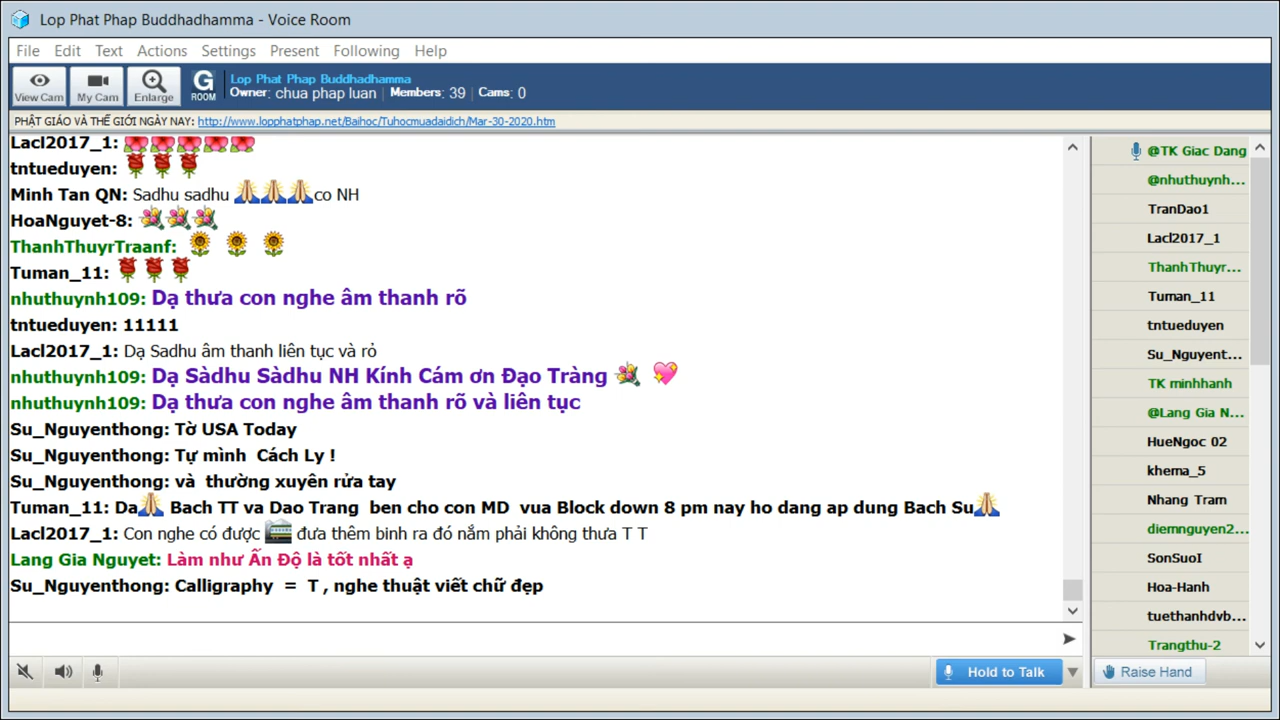 Lop Phat Phap Buddhadhamma - Voice Room
File Edit Text Actions Settings Present Following Help
View Cam My Cam Enlarge G ROOM
Lop Phat Phap Buddhadhamma
Owner: chua phap luan Members: 39 Cams: 0
PHẬT GIÁO VÀ THẾ GIỚI NGÀY NAY: http://www.lopphatphap.net/Baihoc/Tuhocmuadaidich/Mar-30-2020.htm
Lacl2017_1:
tntueduyen:
Minh Tan QN: Sadhu sadhu co NH
HoaNguyet-8:
ThanhThuyrTraanf:
Tuman_11:
nhuthuynh109: Dạ thưa con nghe âm thanh rõ
tntueduyen: 11111
Lacl2017_1: Dạ Sadhu âm thanh liên tục và rỏ
nhuthuynh109: Dạ Sàdhu Sàdhu NH Kính Cám ơn Đạo Tràng
nhuthuynh109: Dạ thưa con nghe âm thanh rõ và liên tục
Su_Nguyenthong: Tờ USA Today
Su_Nguyenthong: Tự mình Cách Ly !
Su_Nguyenthong: và thường xuyên rửa tay
Tuman_11: Da Bach TT va Dao Trang ben cho con MD vua Block down 8 pm nay ho dang ap dung Bach Su
Lacl2017_1: Con nghe có được đưa thêm binh ra đó nắm phải không thưa T T
Lang Gia Nguyet: Làm như Ấn Độ là tốt nhất ạ
Su_Nguyenthong: Calligraphy = T , nghe thuật viết chữ đẹp
@TK Giac Dang
@nhuthuynh...
TranDao1
Lacl2017_1
ThanhThuyr...
Tuman_11
tntueduyen
Su_Nguyent...
TK minhhanh
@Lang Gia N...
HueNgoc 02
khema_5
Nhang Tram
diemnguyen2...
SonSuoI
Hoa-Hanh
tuethanhdvb...
Trangthu-2
Hold to Talk
Raise Hand